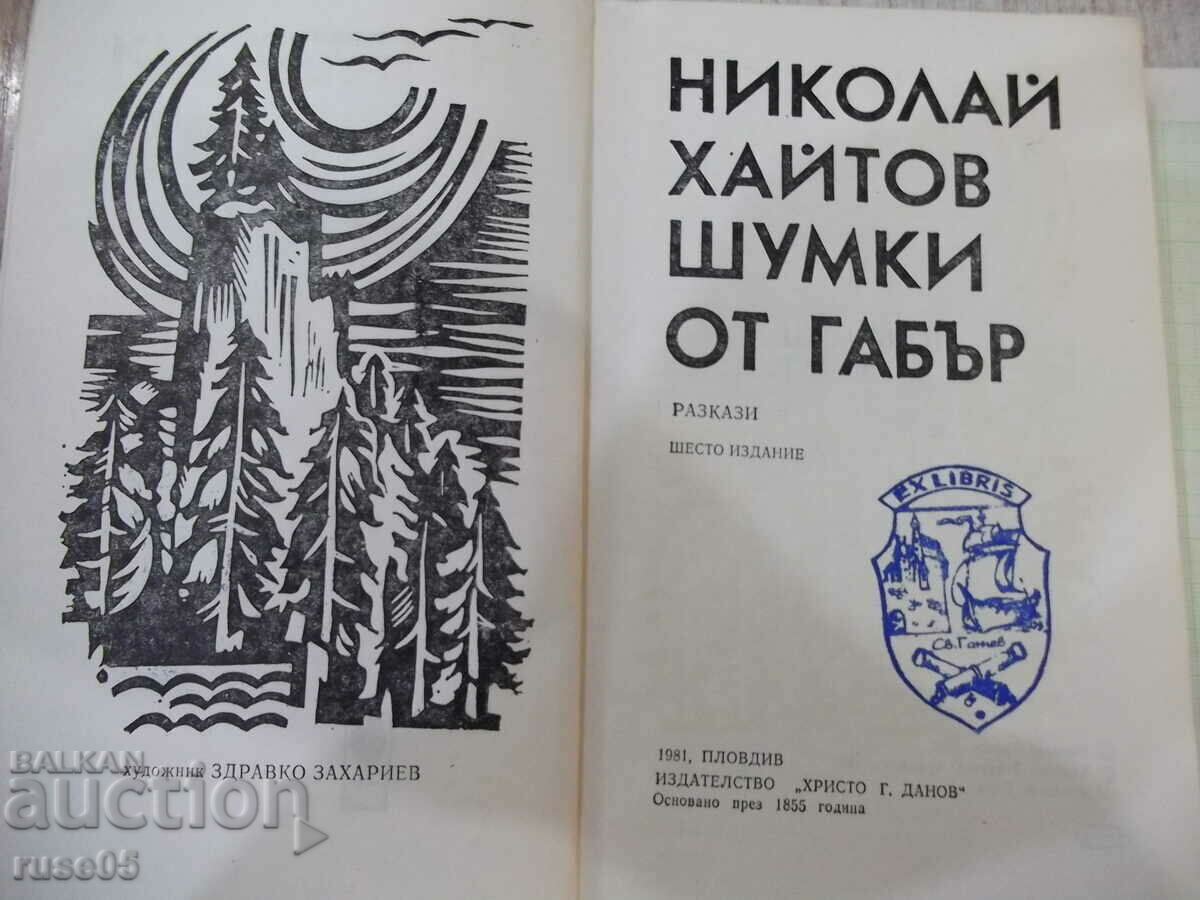 художник ЗДРАВКО ЗАХАРИЕВ
НИКОЛАЙ
ХАЙТОВ
ШУМКИ
ОТ ГАБЪР
РАЗКАЗИ
ШЕСТО ИЗДАНИЕ
EX LIBRIS
Св. Гатев
1981, ПЛОВДИВ
ИЗДАТЕЛСТВО „ХРИСТО Г. ДАНОВ“
Основано през 1855 година
BALKAN
auction
ruse05